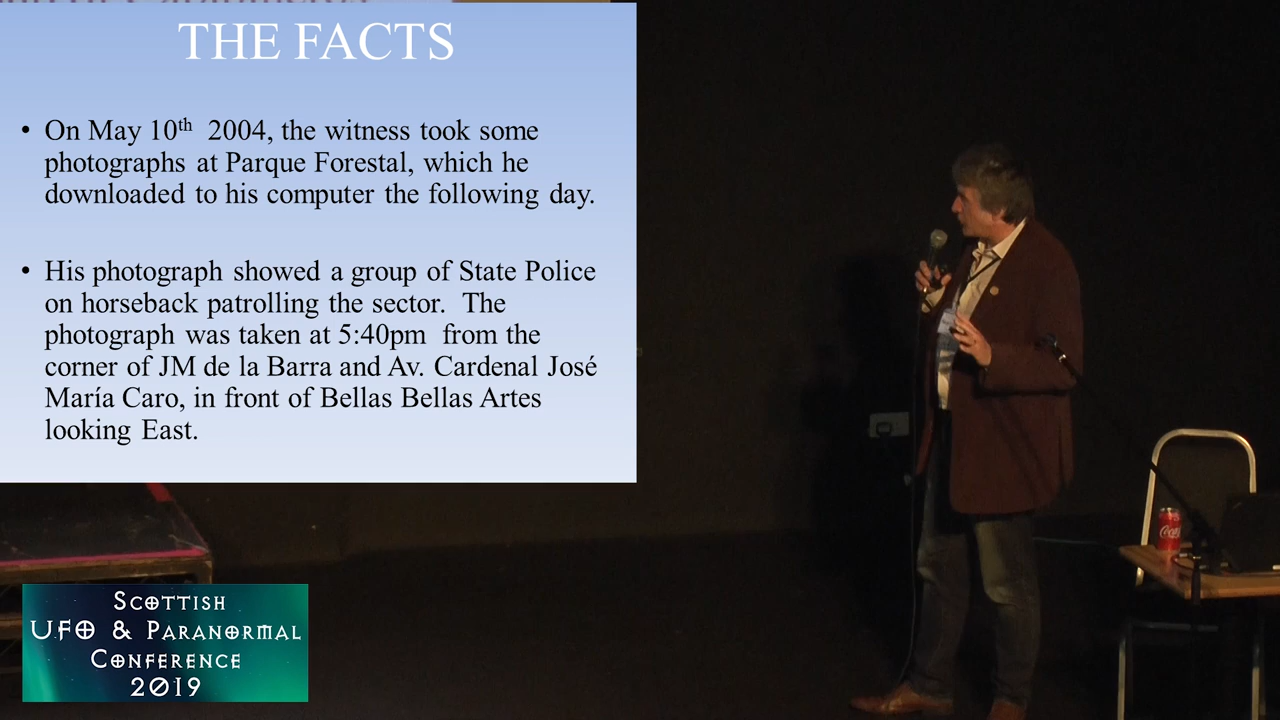 THE FACTS
• On May 10th 2004, the witness took some
photographs at Parque Forestal, which he
downloaded to his computer the following day.
• His photograph showed a group of State Police
on horseback patrolling the sector. The
photograph was taken at 5:40pm from the
corner of JM de la Barra and Av. Cardenal José
María Caro, in front of Bellas Bellas Artes
looking East.
SCOTTISH
UFO & PARANORMAL
CONFERENCE
2019